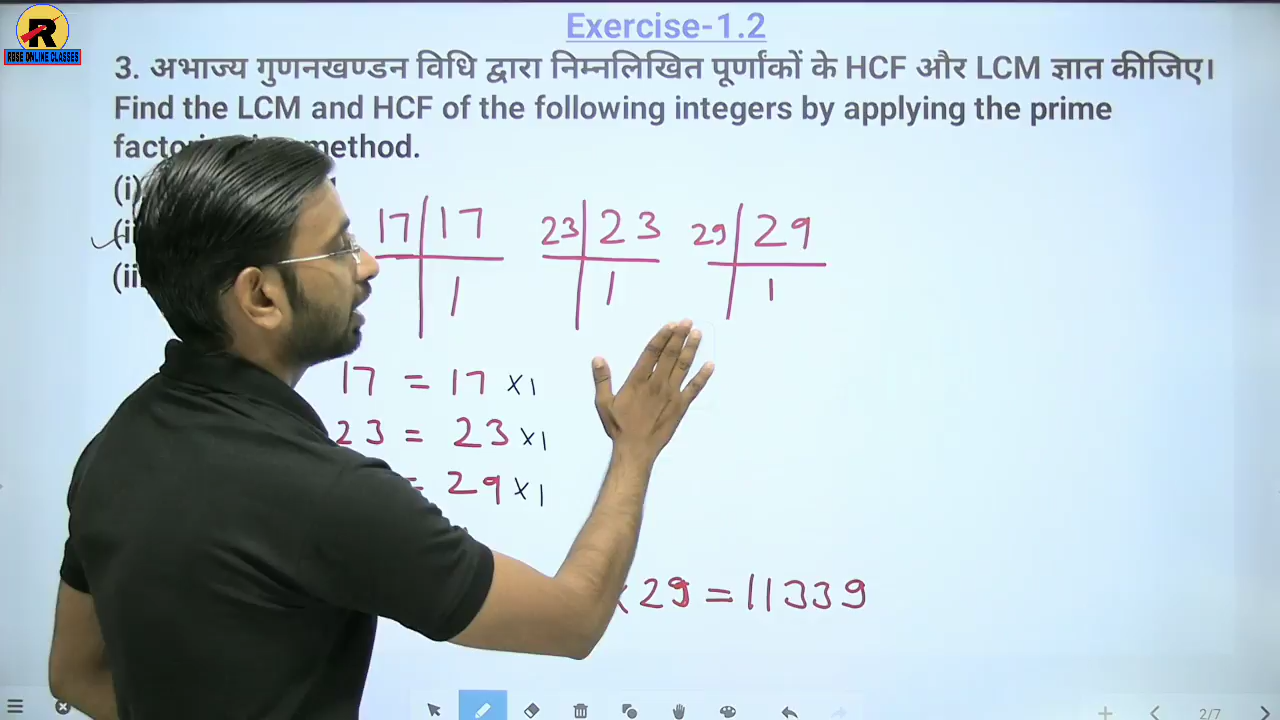 Exercise-1.2
R
RBSE ONLINE CLASSES
3. अभाज्य गुणनखण्डन विधि द्वारा निम्नलिखित पूर्णांकों के HCF और LCM ज्ञात कीजिए।
Find the LCM and HCF of the following integers by applying the prime
method.
(i)
17 17 23 23 29 29
1 1 1
17 = 17 ×1
23 = 23 ×1
= 29 ×1
× 29 = 11339
2/7